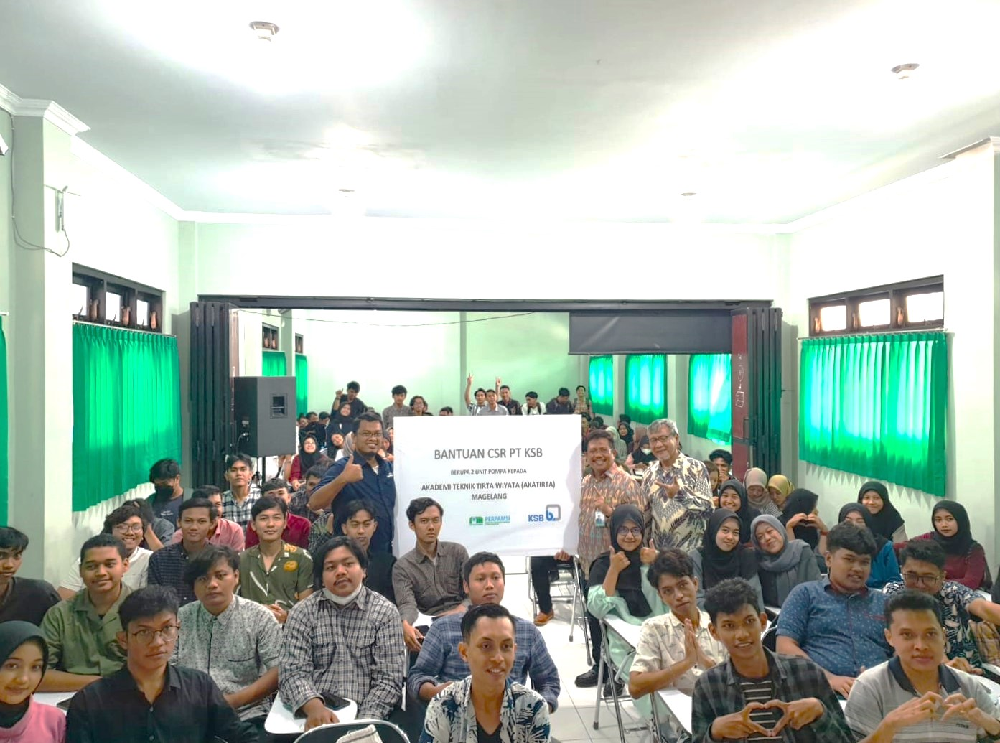 BANTUAN CSR PT KSB
BERUPA 2 UNIT POMPA KEPADA
AKADEMI TEKNIK TIRTA WIYATA (AKATIRTA)
MAGELANG
PERPAMSI
KSB b.